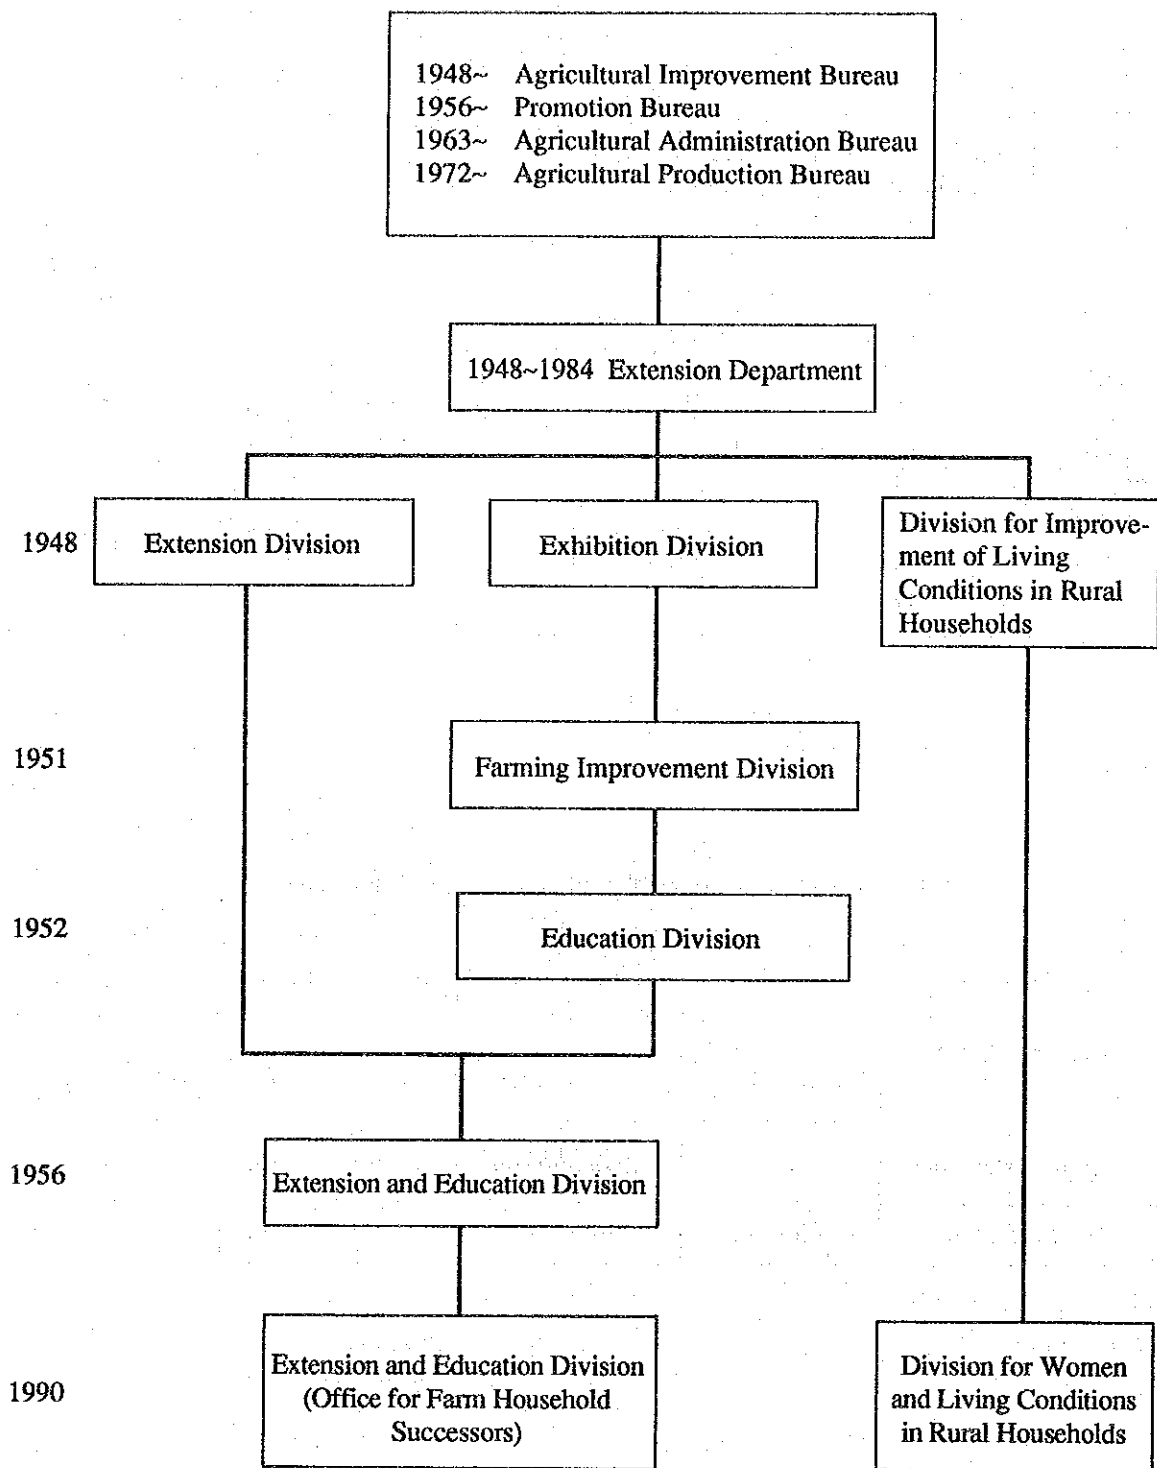 1948~ Agricultural Improvement Bureau
1956~ Promotion Bureau
1963~ Agricultural Administration Bureau
1972~ Agricultural Production Bureau
1948~1984 Extension Department
1948
Extension Division
Exhibition Division
Division for Improve-
ment of Living
Conditions in Rural
Households
1951
Farming Improvement Division
1952
Education Division
1956
Extension and Education Division
1990
Extension and Education Division
(Office for Farm Household
Successors)
Division for Women
and Living Conditions
in Rural Households